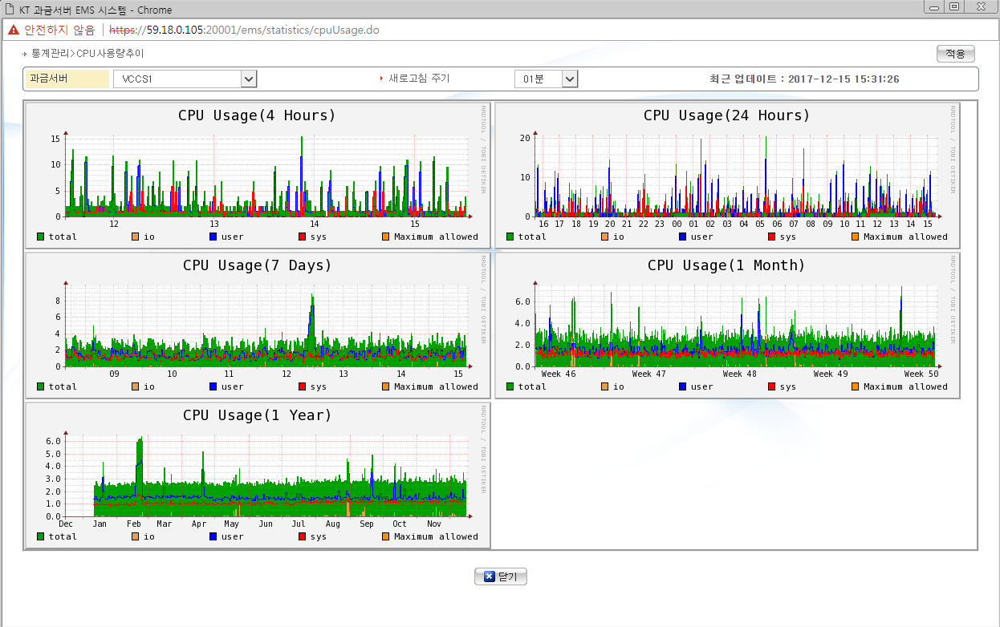 KT 과금서버 EMS 시스템 - Chrome
안전하지 않음 | https://59.18.0.105:20001/ems/statistics/cpuUsage.do
통계관리>CPU사용량추이
적용
과금서버 VCCS1 새로고침 주기 01분 최근 업데이트 : 2017-12-15 15:31:26
CPU Usage(4 Hours)
RRDTOOL / TOBI OETIKER
15
10
5
0
12 13 14 15
total io user sys Maximum allowed
CPU Usage(24 Hours)
RRDTOOL / TOBI OETIKER
20
10
0
16 17 18 19 20 21 22 23 00 01 02 03 04 05 06 07 08 09 10 11 12 13 14 15
total io user sys Maximum allowed
CPU Usage(7 Days)
RRDTOOL / TOBI OETIKER
8
6
4
2
0
09 10 11 12 13 14 15
total io user sys Maximum allowed
CPU Usage(1 Month)
RRDTOOL / TOBI OETIKER
6.0
4.0
2.0
0.0
Week 46 Week 47 Week 48 Week 49 Week 50
total io user sys Maximum allowed
CPU Usage(1 Year)
RRDTOOL / TOBI OETIKER
6.0
5.0
4.0
3.0
2.0
1.0
0.0
Dec Jan Feb Mar Apr May Jun Jul Aug Sep Oct Nov
total io user sys Maximum allowed
닫기